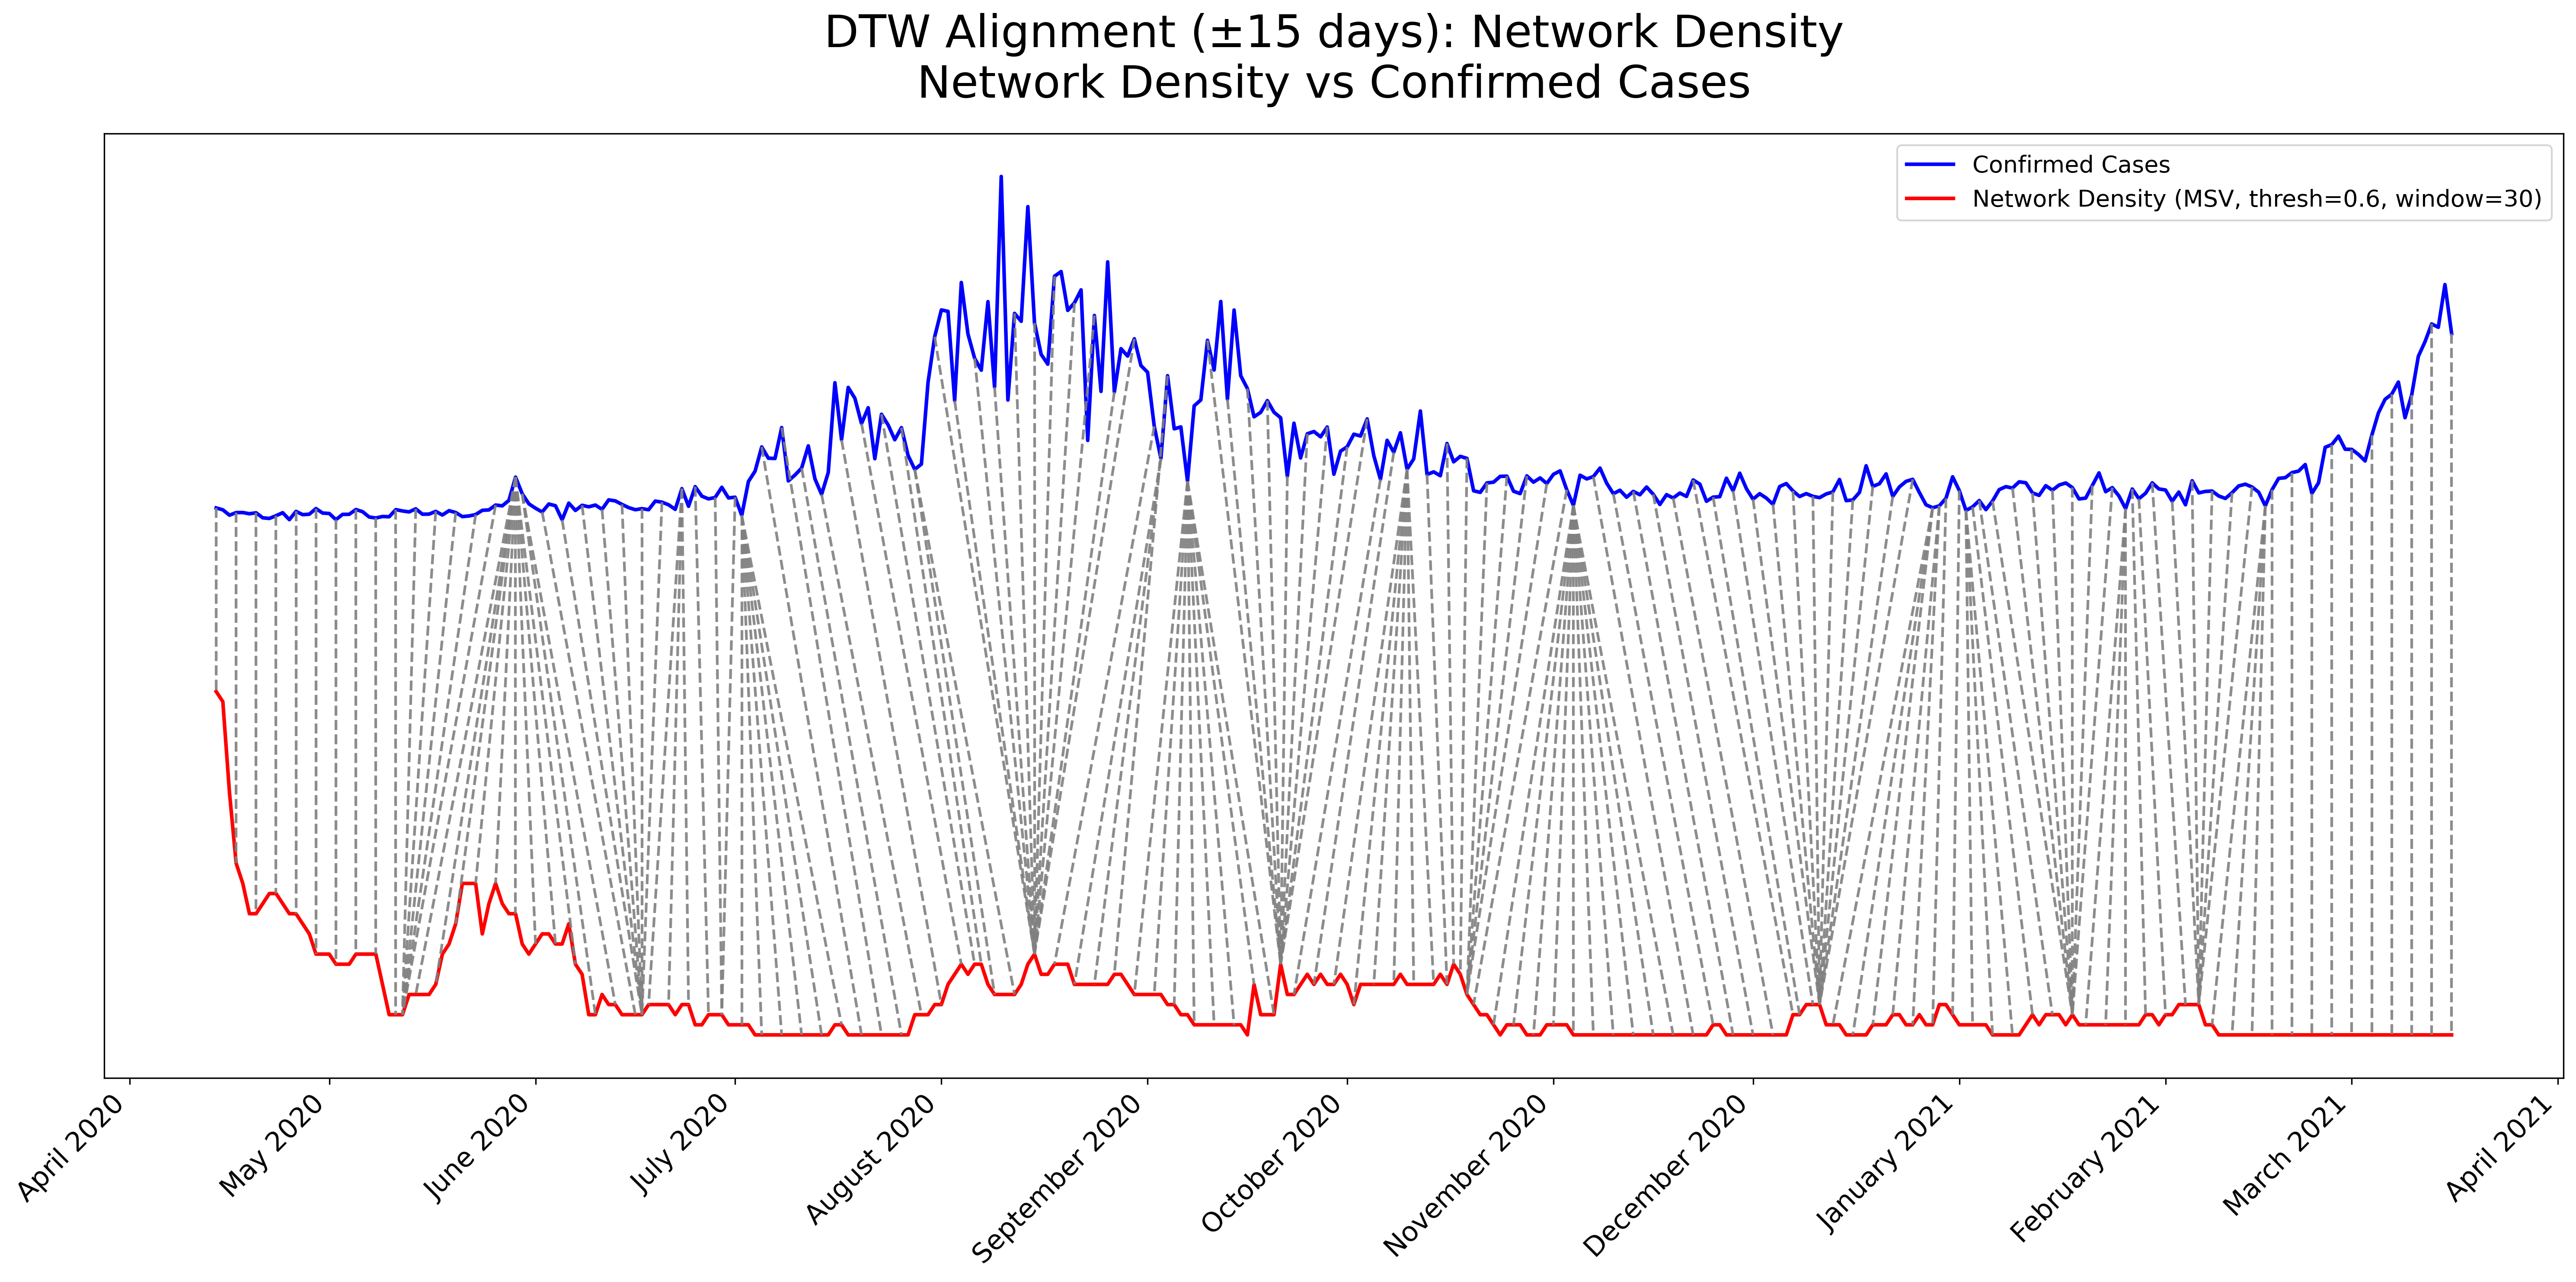 DTW Alignment (±15 days): Network Density
Network Density vs Confirmed Cases
Confirmed Cases
Network Density (MSV, thresh=0.6, window=30)
April 2020
May 2020
June 2020
July 2020
August 2020
September 2020
October 2020
November 2020
December 2020
January 2021
February 2021
March 2021
April 2021